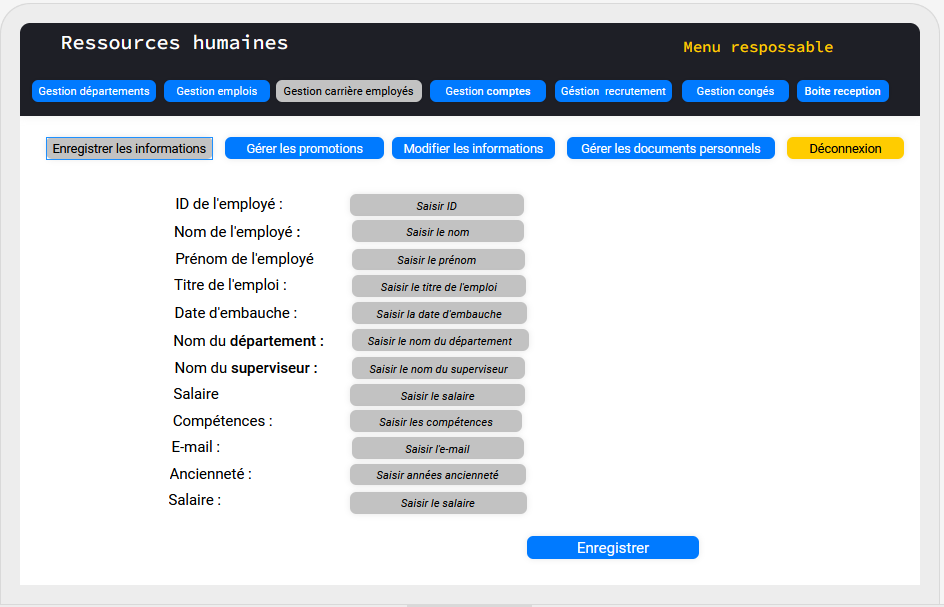 Ressources humaines
Menu respossable
Gestion départements Gestion emplois Gestion carrière employés Gestion comptes Géstion recrutement Gestion congés Boite reception
Enregistrer les informations Gérer les promotions Modifier les informations Gérer les documents personnels Déconnexion
ID de l'employé : Saisir ID
Nom de l'employé : Saisir le nom
Prénom de l'employé Saisir le prénom
Titre de l'emploi : Saisir le titre de l'emploi
Date d'embauche : Saisir la date d'embauche
Nom du département : Saisir le nom du département
Nom du superviseur : Saisir le nom du superviseur
Salaire Saisir le salaire
Compétences : Saisir les compétences
E-mail : Saisir l'e-mail
Ancienneté : Saisir années ancienneté
Salaire : Saisir le salaire
Enregistrer